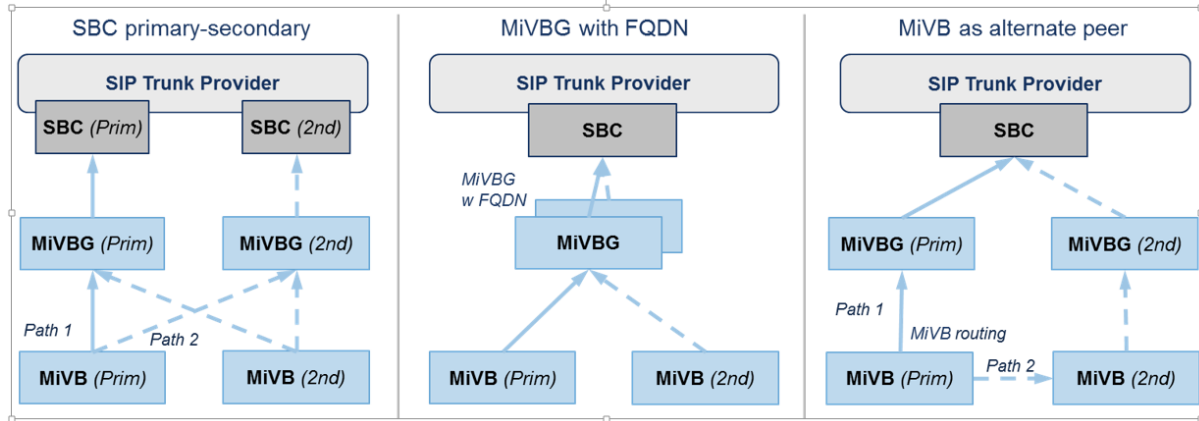 SBC primary-secondary
SIP Trunk Provider
SBC (Prim)
SBC (2nd)
MiVBG (Prim)
MiVBG (2nd)
Path 1
Path 2
MiVB (Prim)
MiVB (2nd)
MiVBG with FQDN
SIP Trunk Provider
SBC
MiVBG
w FQDN
MiVBG
MiVB (Prim)
MiVB (2nd)
MiVB as alternate peer
SIP Trunk Provider
SBC
MiVBG (Prim)
MiVBG (2nd)
Path 1
MiVB routing
Path 2
MiVB (Prim)
MiVB (2nd)